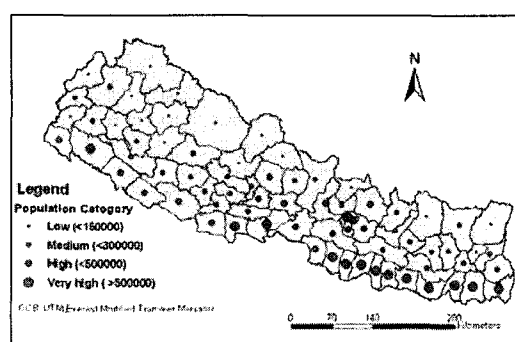 N
Legend
Population Category
Low (<150000)
Medium (<300000)
High (<500000)
Very high (>500000)
0 70 140 280
Kilometers